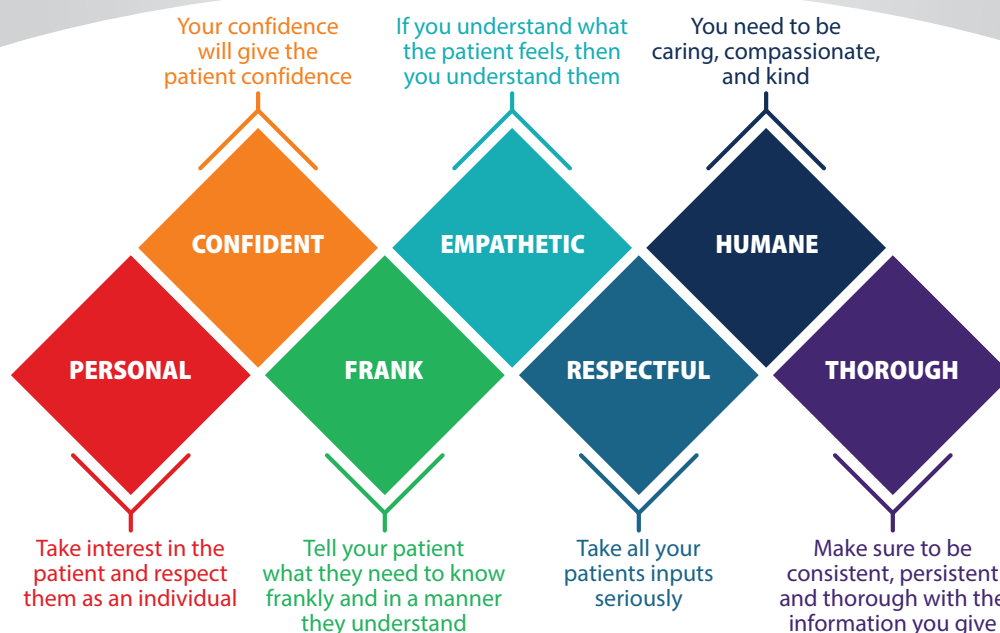 Your confidence
will give the
patient confidence
If you understand what
the patient feels, then
you understand them
You need to be
caring, compassionate,
and kind
CONFIDENT
EMPATHETIC
HUMANE
PERSONAL
FRANK
RESPECTFUL
THOROUGH
Take interest in the
patient and respect
them as an individual
Tell your patient
what they need to know
frankly and in a manner
they understand
Take all your
patients inputs
seriously
Make sure to be
consistent, persistent
and thorough with the
information you give